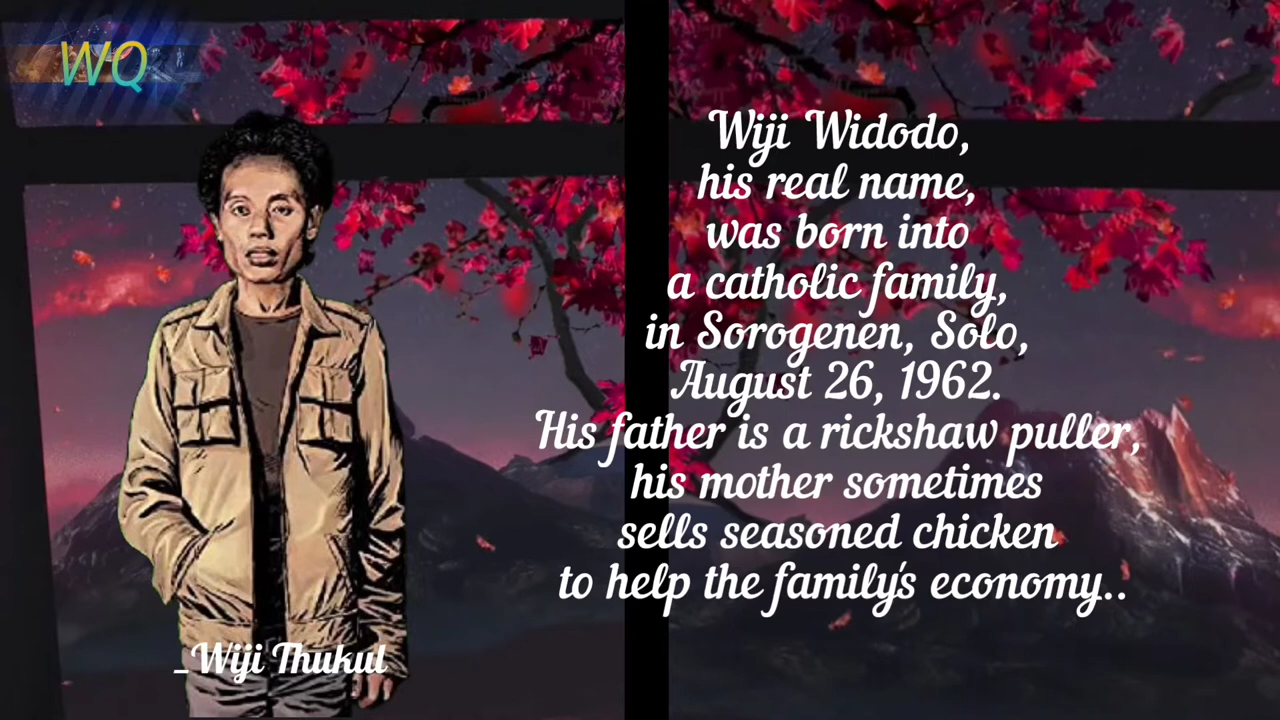 WQ
Wiji Widodo,
his real name,
was born into
a catholic family,
in Sorogenen, Solo,
August 26, 1962.
His father is a rickshaw puller,
his mother sometimes
sells seasoned chicken
to help the family's economy..
_Wiji Thukul